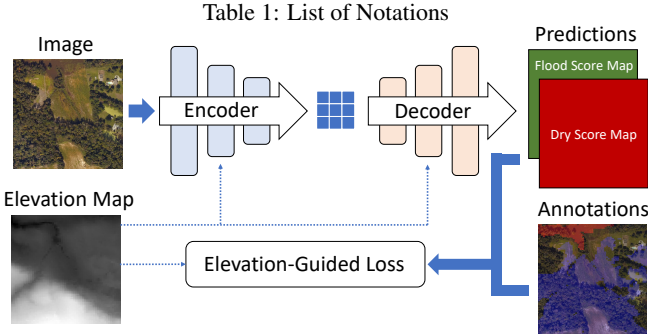 Table 1: List of Notations
Image
Predictions
Flood Score Map
Encoder
Decoder
Dry Score Map
Elevation Map
Annotations
Elevation-Guided Loss